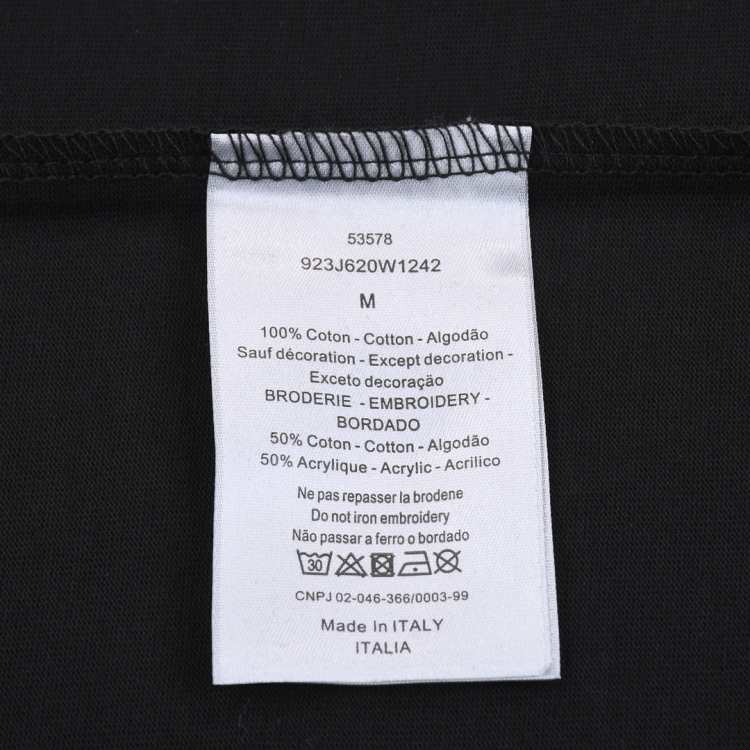 53578
923J620W1242
M
100% Coton - Cotton - Algodão
Sauf décoration - Except decoration -
Exceto decoração
BRODERIE - EMBROIDERY -
BORDADO
50% Coton - Cotton - Algodão
50% Acrylique - Acrylic - Acrilico
Ne pas repasser la brodene
Do not iron embroidery
Não passar a ferro o bordado
30
CNPJ 02-046-366/0003-99
Made In ITALY
ITALIA